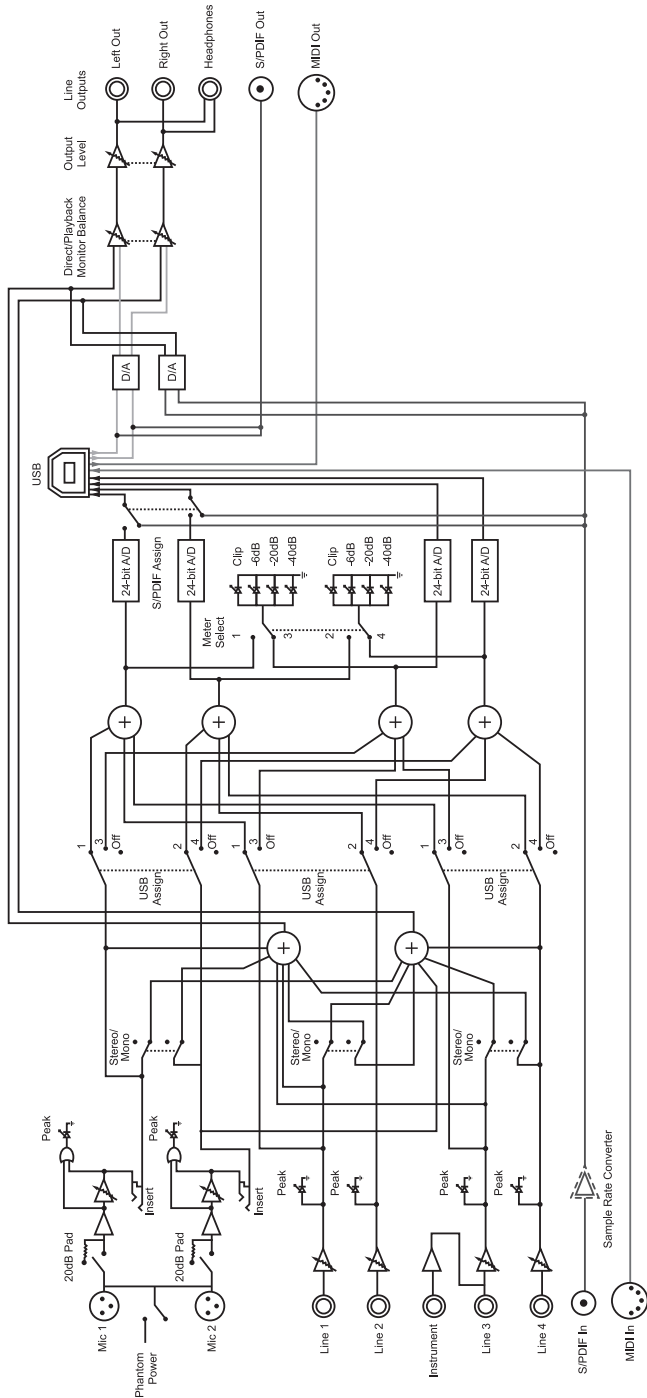 Mic 1
Phantom
Power
Mic 2
Line 1
Line 2
Instrument
Line 3
Line 4
S/PDIF In
MIDI In
20dB Pad
20dB Pad
Peak
Insert
Peak
Insert
Peak
Peak
Peak
Peak
Sample Rate Converter
Stereo/
Mono
Stereo/
Mono
Stereo/
Mono
+
+
1
3
Off
USB
Assign
2
4
Off
1
3
Off
USB
Assign
2
4
Off
1
3
Off
USB
Assign
2
4
Off
+
+
+
+
Meter
Select
1
3
2
4
Clip
-6dB
-20dB
-40dB
Clip
-6dB
-20dB
-40dB
24-bit A/D
S/PDIF Assign
24-bit A/D
24-bit A/D
24-bit A/D
USB
D/A
D/A
Direct/Playback
Monitor Balance
Output
Level
Line
Outputs
Left Out
Right Out
Headphones
S/PDIF Out
MIDI Out